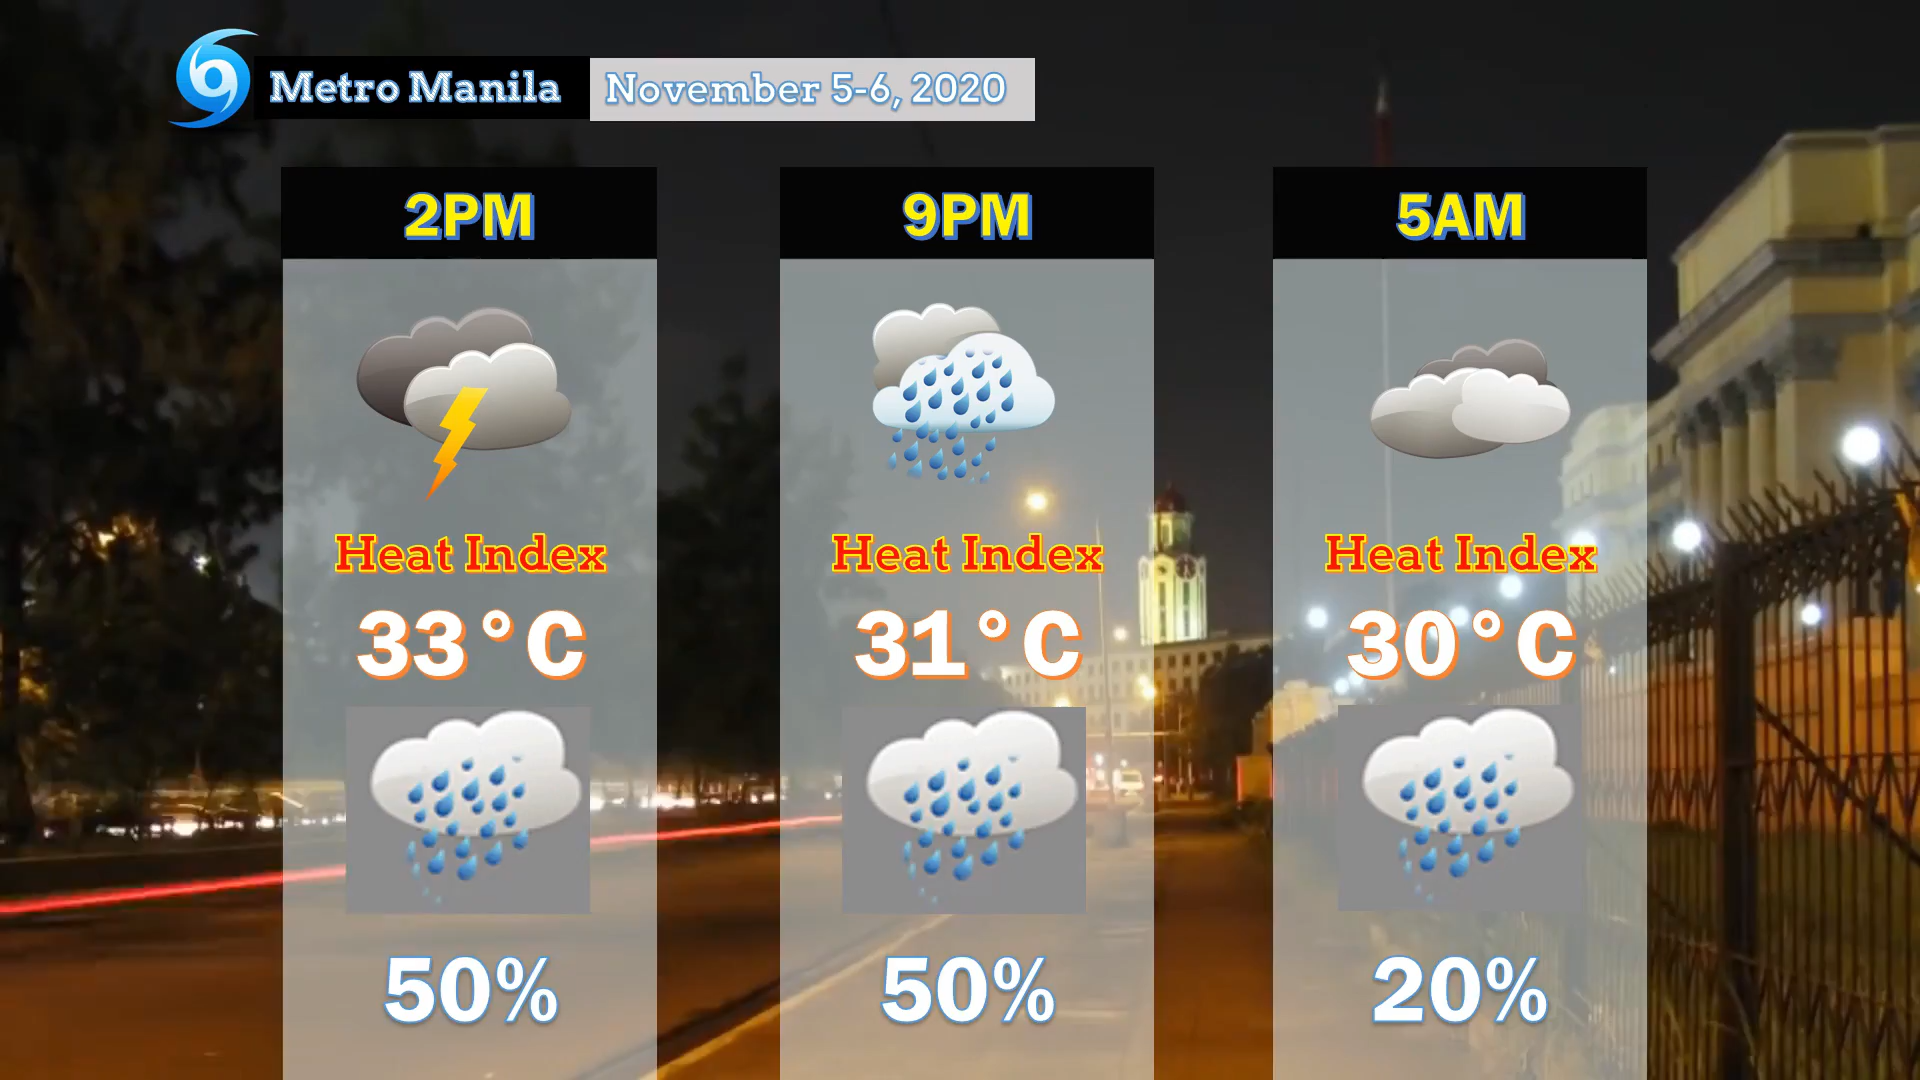 Metro Manila November 5-6, 2020
2PM
Heat Index
33°C
50%
9PM
Heat Index
31°C
50%
5AM
Heat Index
30°C
20%